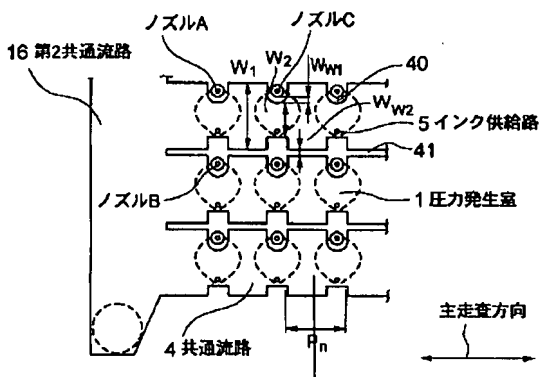 ノズルA
ノズルC
16 第2共通流路
W1
W2
WW1
40
WW2
5 インク供給路
41
ノズルB
1 圧力発生室
4 共通流路
Pn
主走査方向